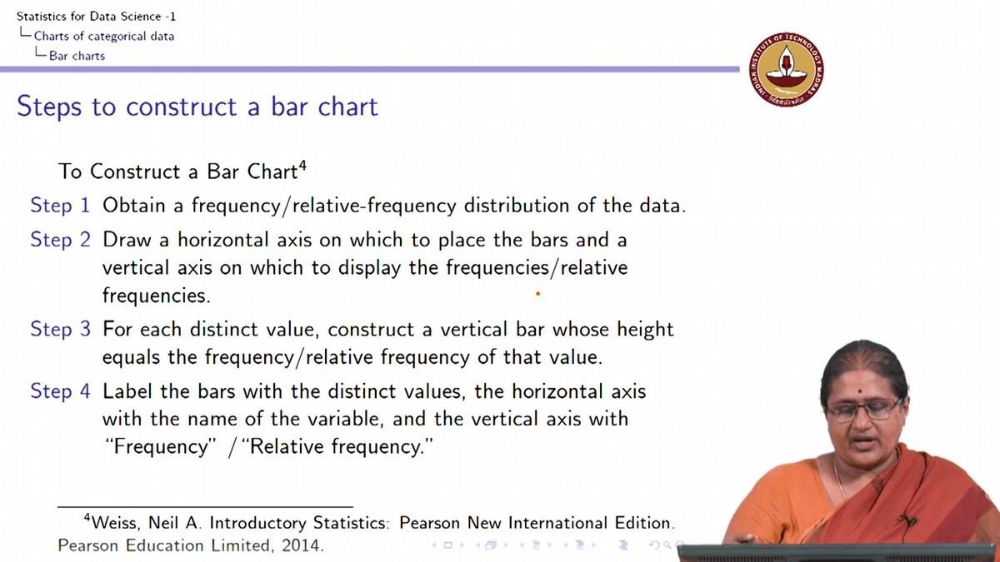 Statistics for Data Science -1
Charts of categorical data
Bar charts
INDIAN INSTITUTE OF TECHNOLOGY MADRAS
Steps to construct a bar chart
To Construct a Bar Chart⁴
Step 1 Obtain a frequency/relative-frequency distribution of the data.
Step 2 Draw a horizontal axis on which to place the bars and a
vertical axis on which to display the frequencies/relative
frequencies.
Step 3 For each distinct value, construct a vertical bar whose height
equals the frequency/relative frequency of that value.
Step 4 Label the bars with the distinct values, the horizontal axis
with the name of the variable, and the vertical axis with
“Frequency” /“Relative frequency.”
⁴Weiss, Neil A. Introductory Statistics: Pearson New International Edition.
Pearson Education Limited, 2014.